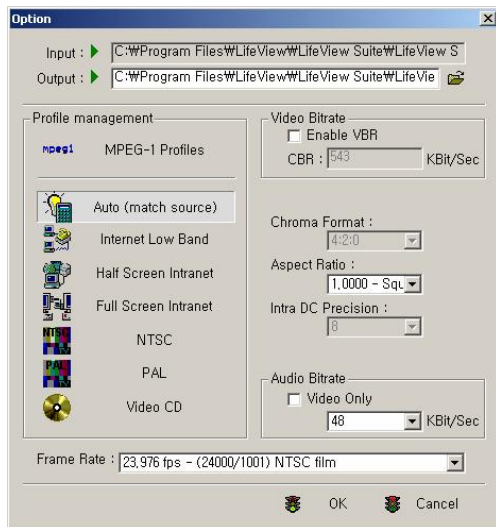 Option
Input : C:₩Program Files₩LifeView₩LifeView Suite₩LifeView S
Output : C:₩Program Files₩LifeView₩LifeView Suite₩LifeVie
Profile management
mpeg1 MPEG-1 Profiles
Auto (match source)
Internet Low Band
Half Screen Intranet
Full Screen Intranet
NTSC NTSC
PAL PAL
Video CD
Video Bitrate
Enable VBR
CBR : 543 KBit/Sec
Chroma Format :
4:2:0
Aspect Ratio :
1,0000 - Squ
Intra DC Precision :
8
Audio Bitrate
Video Only
48 KBit/Sec
Frame Rate : 23,976 fps - (24000/1001) NTSC film
OK Cancel